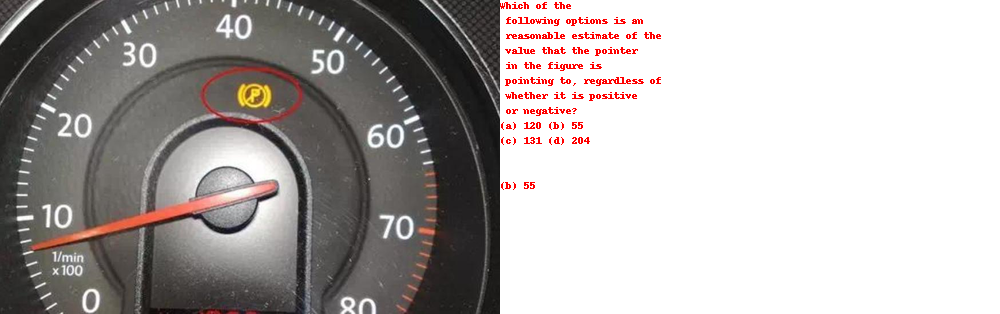 40
30
50
20
60
10
70
1/min
x100
0
80
Which of the
following options is an
reasonable estimate of the
value that the pointer
in the figure is
pointing to, regardless of
whether it is positive
or negative?
(a) 120 (b) 55
(c) 131 (d) 204
(b) 55